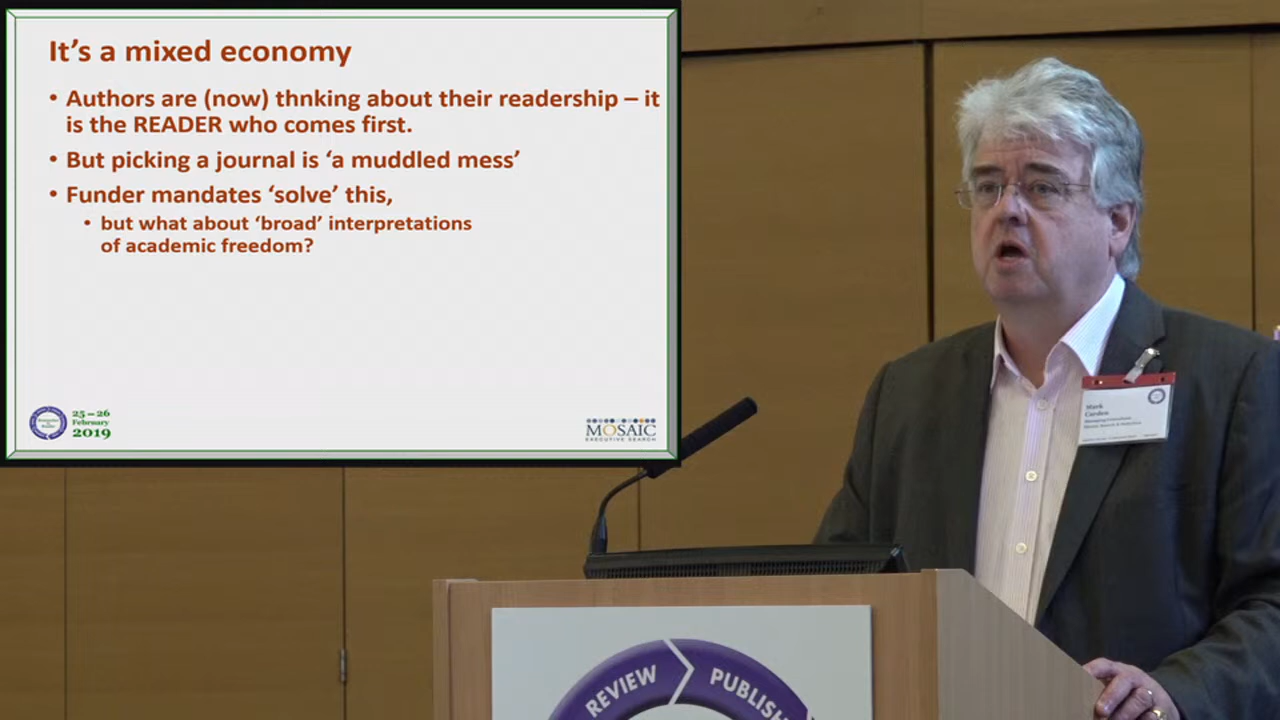 It's a mixed economy
• Authors are (now) thnking about their readership – it
is the READER who comes first.
• But picking a journal is 'a muddled mess'
• Funder mandates 'solve' this,
• but what about 'broad' interpretations
of academic freedom?
25 – 26
February
2019
MOSAIC
EXECUTIVE SEARCH
Mark
Carden
REVIEW
PUBLISH